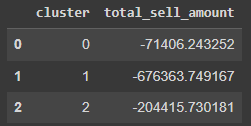 cluster total_sell_amount
0 0 -71406.243252
1 1 -676363.749167
2 2 -204415.730181